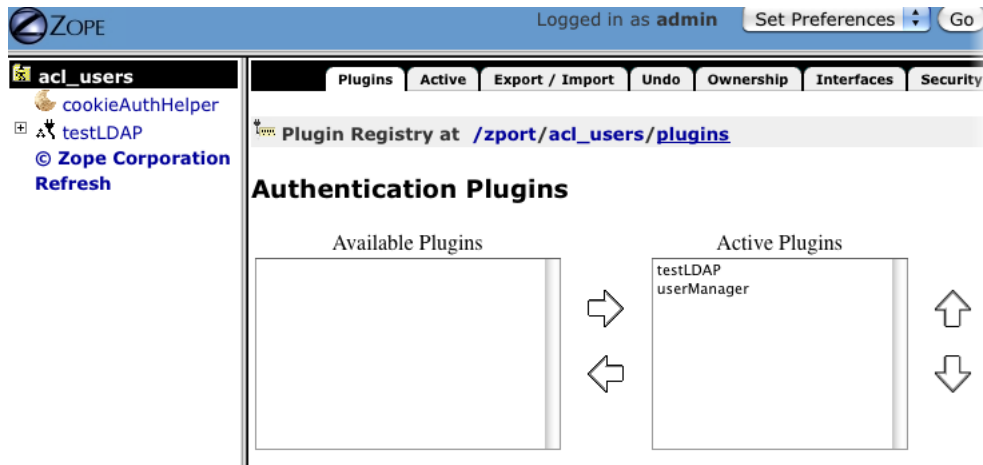 ZOPE
Logged in as admin Set Preferences Go
acl_users
cookieAuthHelper
testLDAP
© Zope Corporation
Refresh
Plugins Active Export / Import Undo Ownership Interfaces Security
Plugin Registry at /zport/acl_users/plugins
Authentication Plugins
Available Plugins Active Plugins
testLDAP
userManager